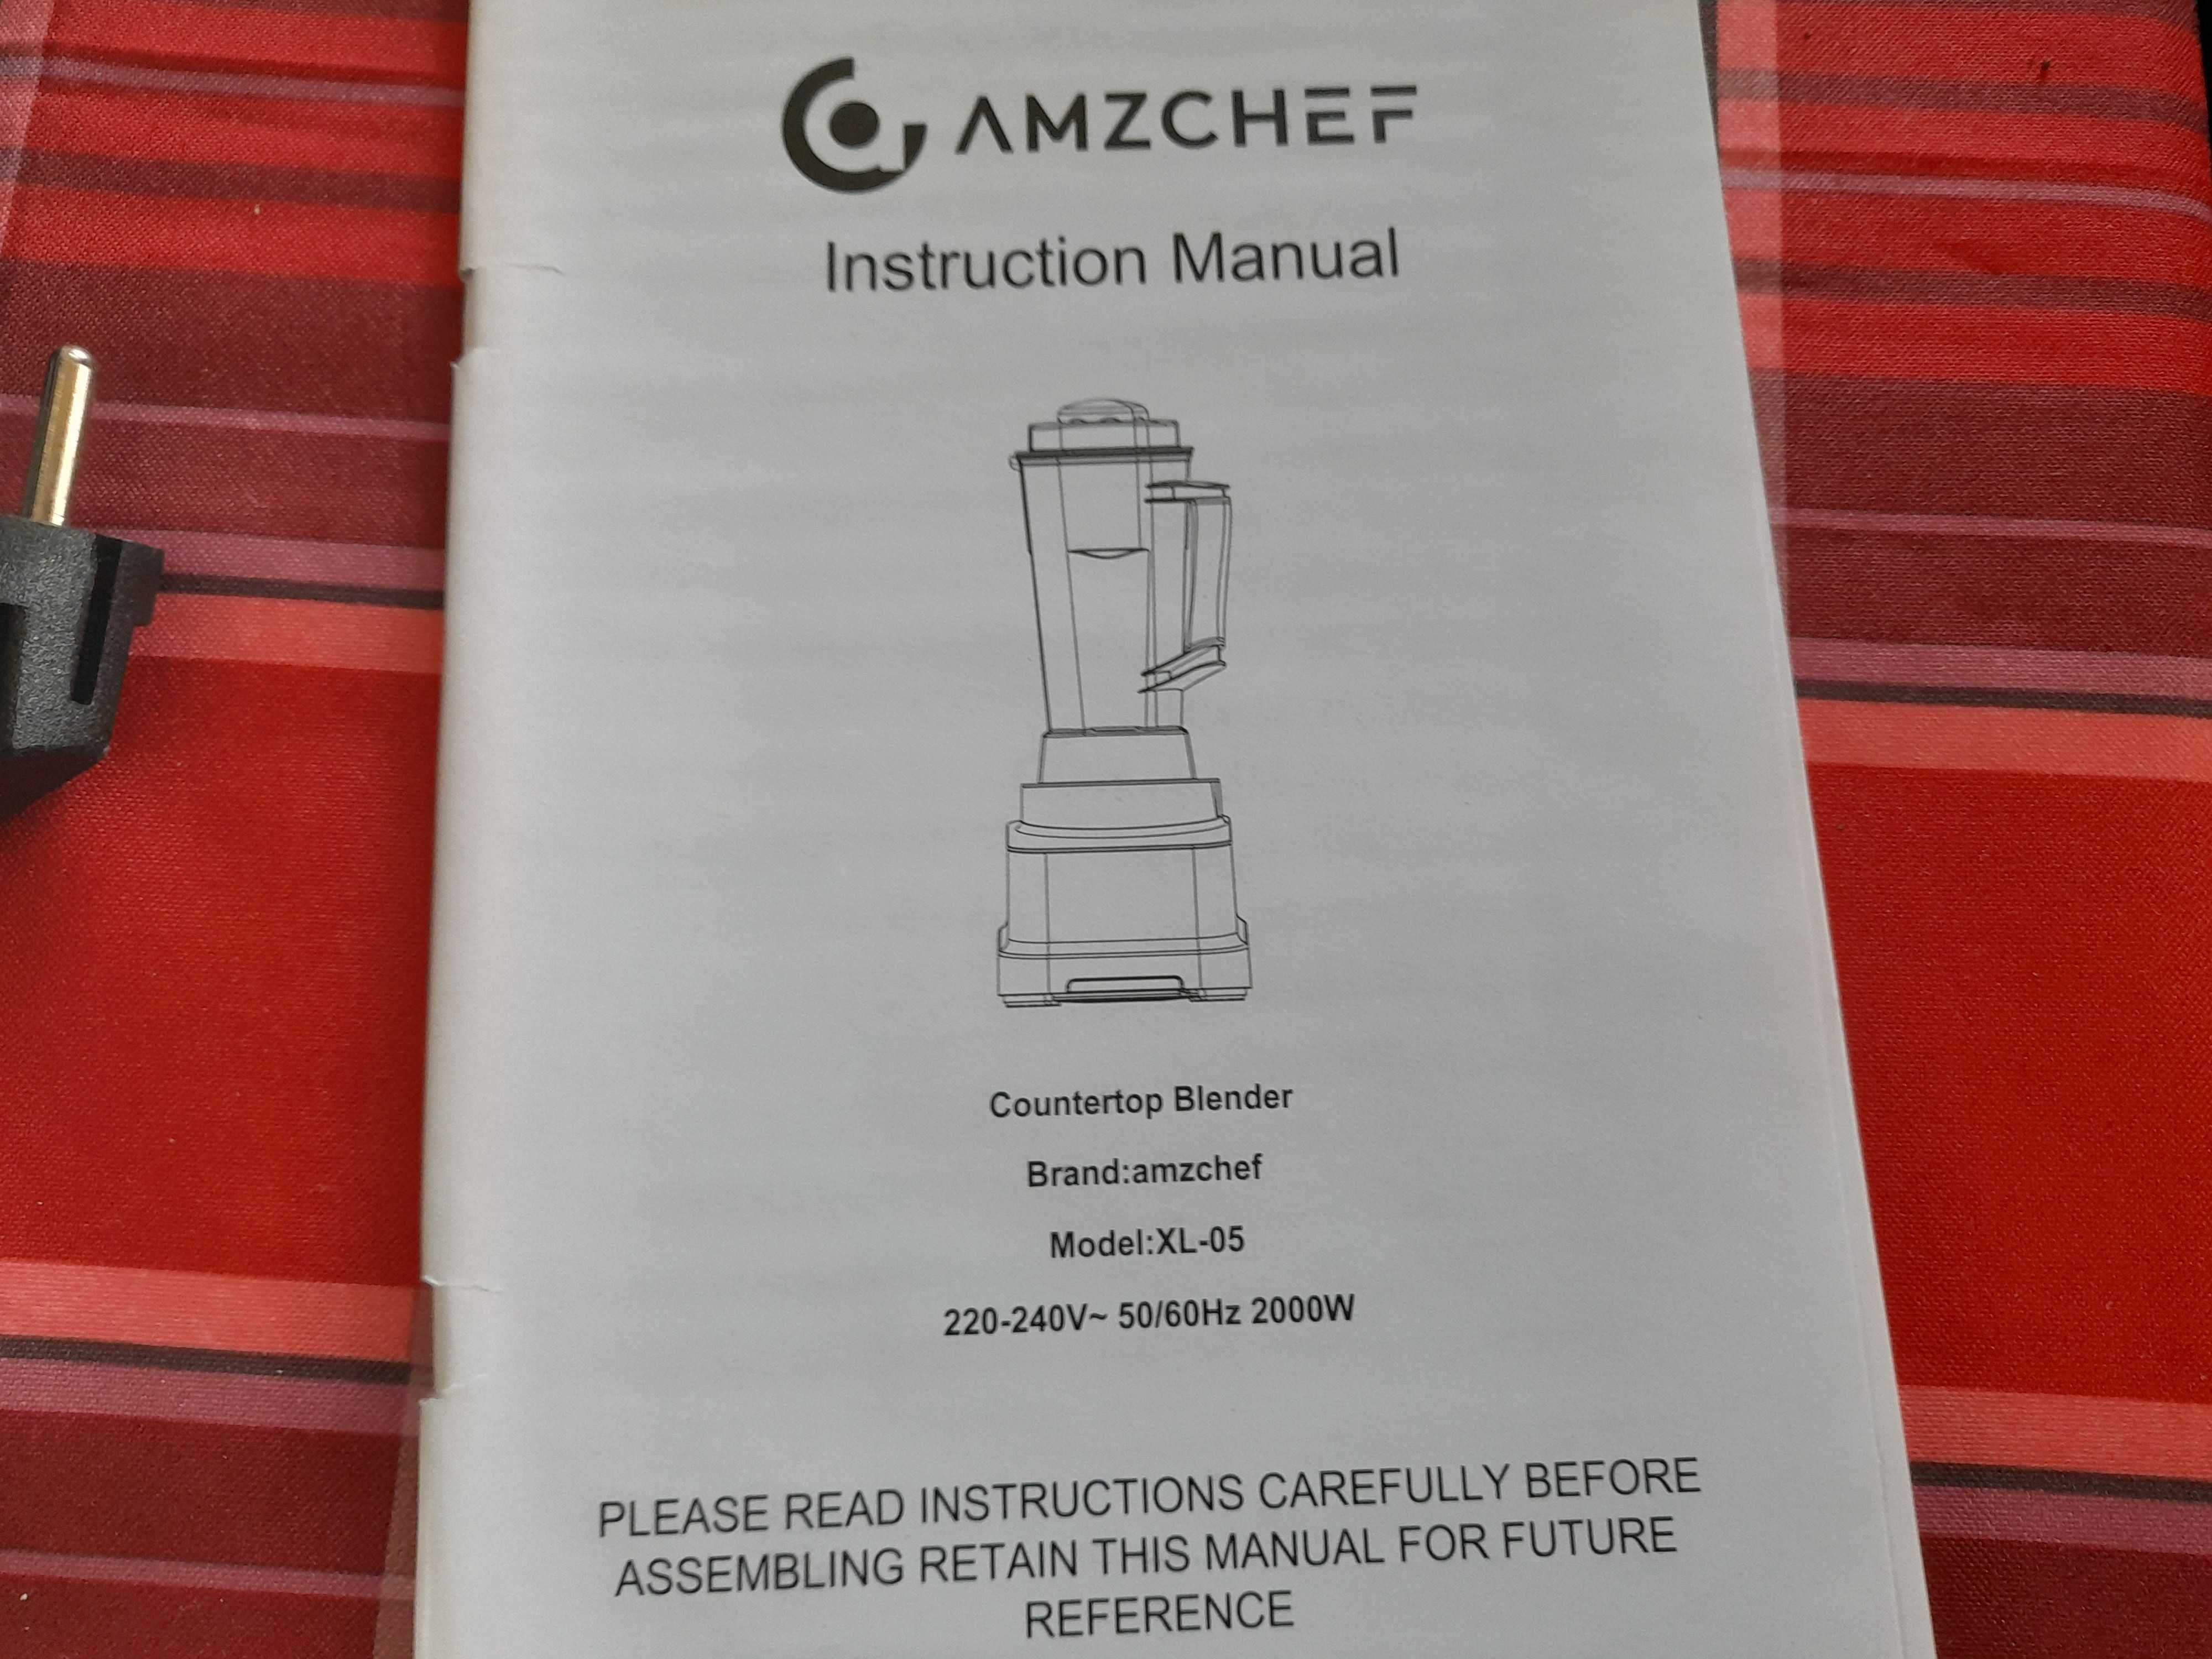 AMZCHEF
Instruction Manual
Countertop Blender
Brand:amzchef
Model:XL-05
220-240V~ 50/60Hz 2000W
PLEASE READ INSTRUCTIONS CAREFULLY BEFORE
ASSEMBLING RETAIN THIS MANUAL FOR FUTURE
REFERENCE